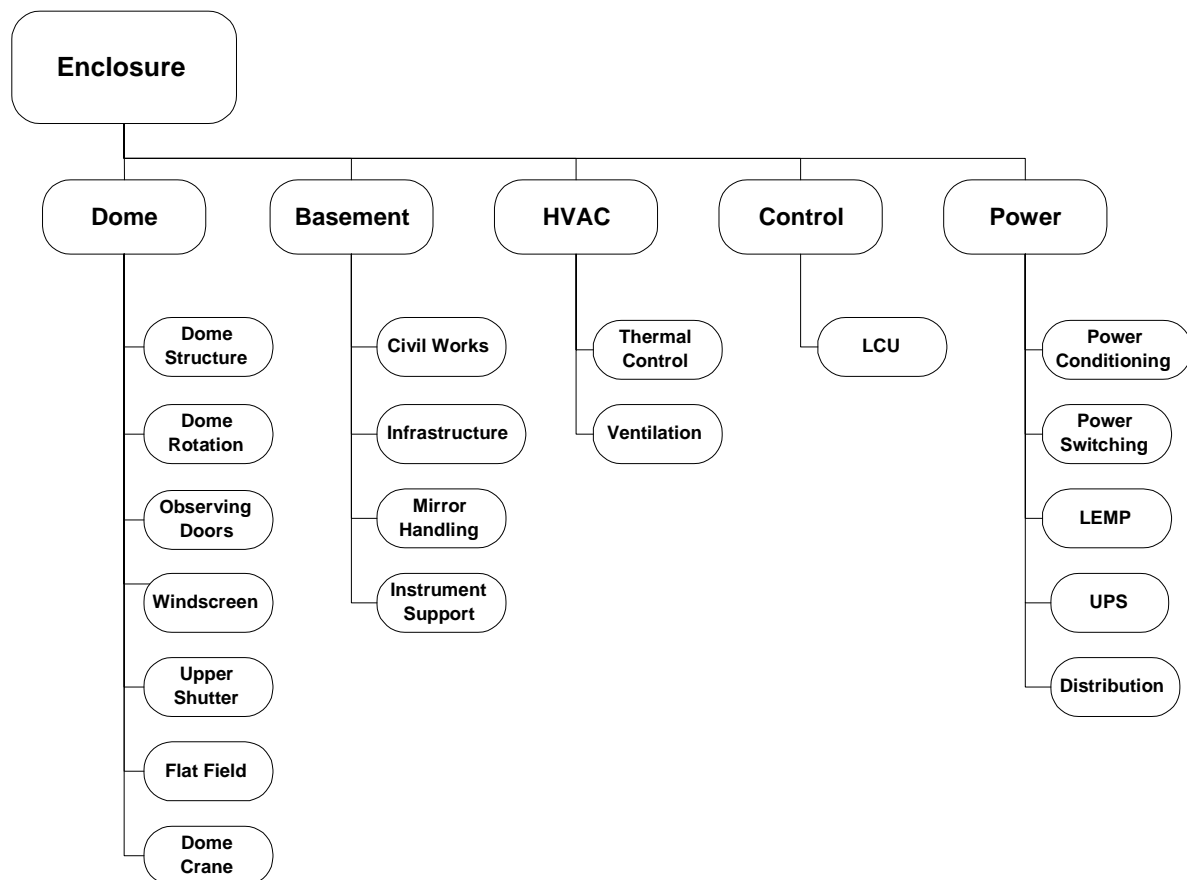 Enclosure
Dome
Basement
HVAC
Control
Power
Dome
Structure
Dome
Rotation
Observing
Doors
Windscreen
Upper
Shutter
Flat Field
Dome
Crane
Civil Works
Infrastructure
Mirror
Handling
Instrument
Support
Thermal
Control
Ventilation
LCU
Power
Conditioning
Power
Switching
LEMP
UPS
Distribution